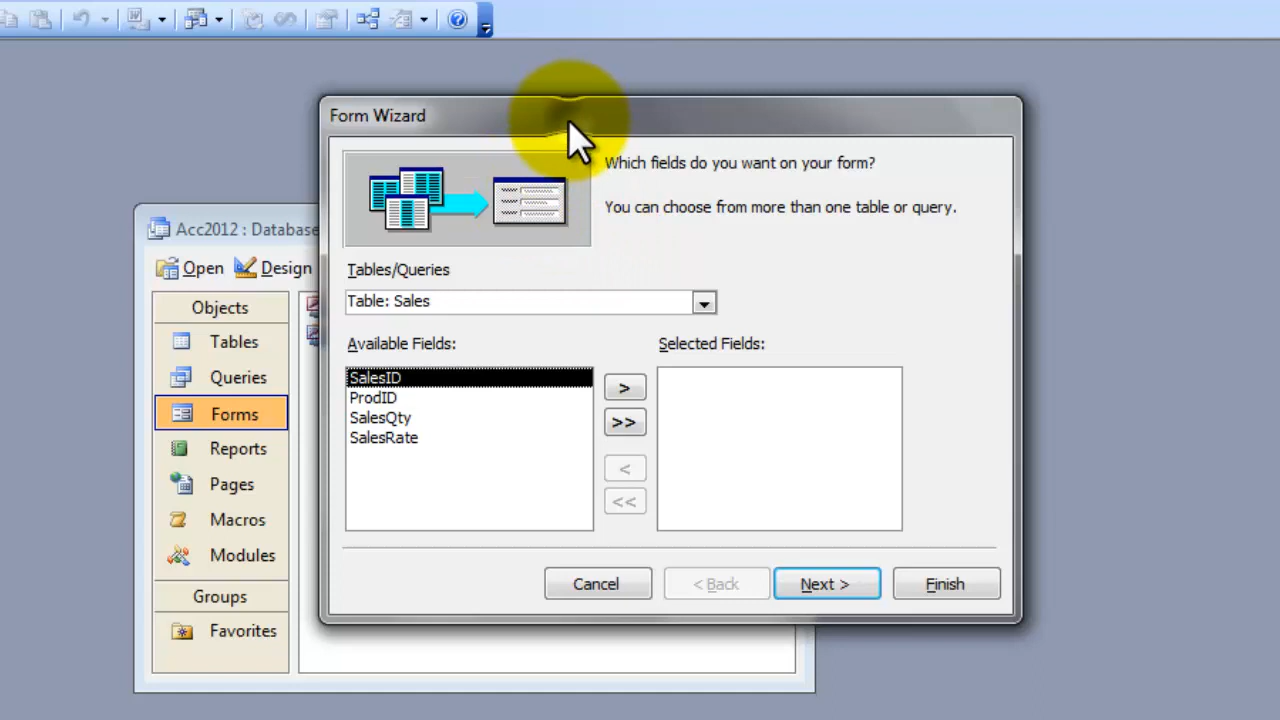 Form Wizard
Which fields do you want on your form?
You can choose from more than one table or query.
Acc2012 : Database
Open Design
Objects
Tables
Queries
Forms
Reports
Pages
Macros
Modules
Groups
Favorites
Tables/Queries
Table: Sales
Available Fields:
Selected Fields:
SalesID
ProdID
SalesQty
SalesRate
>
>>
<
<<
Cancel
< Back
Next >
Finish